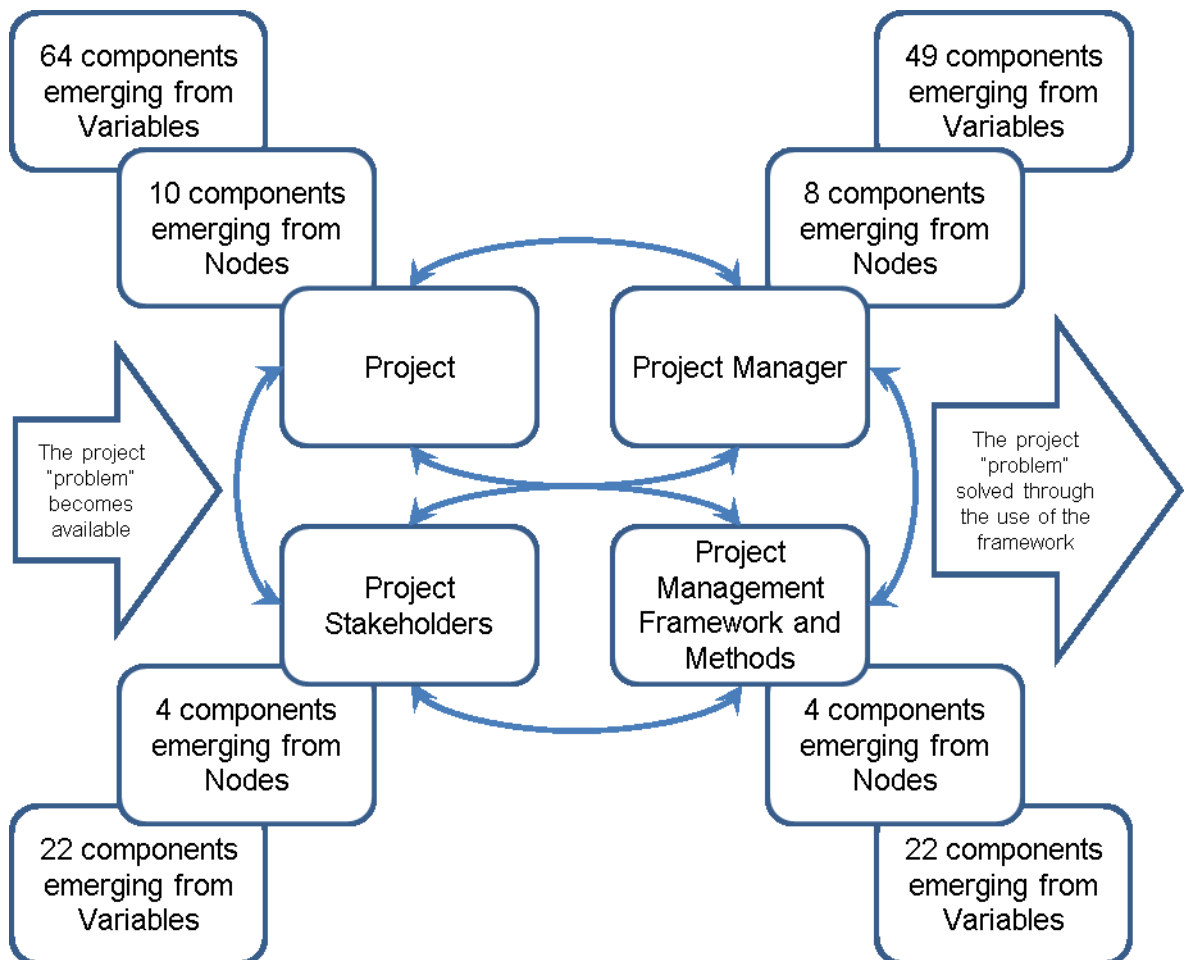 64 components
emerging from
Variables
49 components
emerging from
Variables
10 components
emerging from
Nodes
8 components
emerging from
Nodes
Project
Project Manager
The project
"problem"
becomes
available
The project
"problem"
solved through
the use of the
framework
Project
Stakeholders
Project
Management
Framework and
Methods
4 components
emerging from
Nodes
4 components
emerging from
Nodes
22 components
emerging from
Variables
22 components
emerging from
Variables